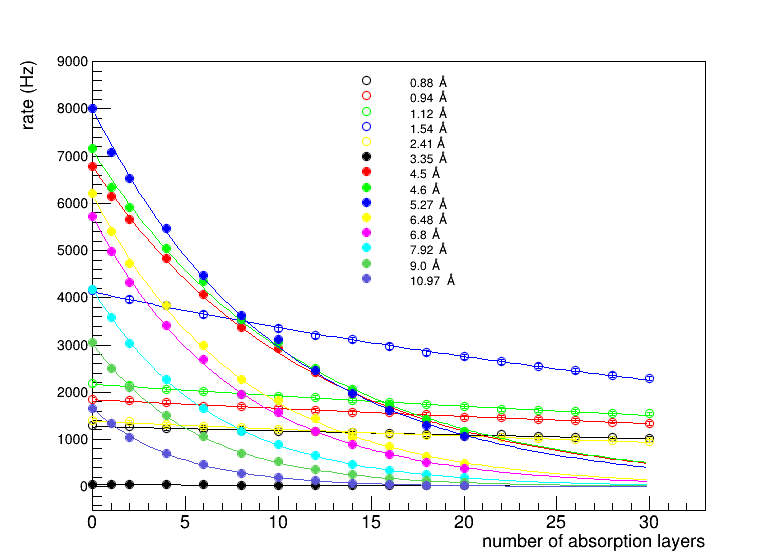 rate (Hz)
9000
8000
7000
6000
5000
4000
3000
2000
1000
0
0.88 Å
0.94 Å
1.12 Å
1.54 Å
2.41 Å
3.35 Å
4.5 Å
4.6 Å
5.27 Å
6.48 Å
6.8 Å
7.92 Å
9.0 Å
10.97 Å
0 5 10 15 20 25 30
number of absorption layers